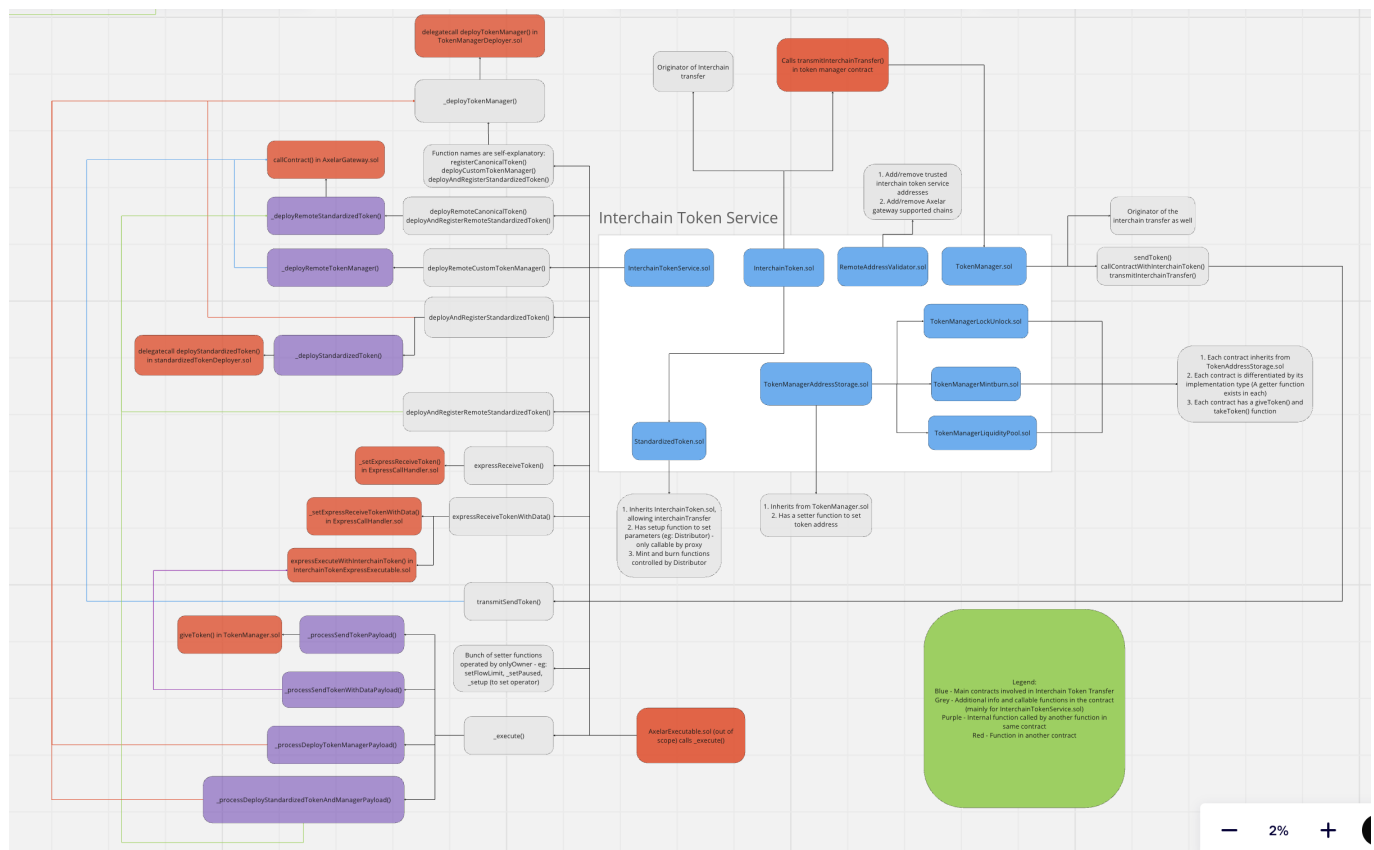 delegatecall deployTokenManager() in
TokenManagerDeployer.sol
_deployTokenManager()
Function names are self-explanatory:
registerCanonicalToken()
deployCustomTokenManager()
deployAndRegisterStandardizedToken()
callContract() in AxelarGateway.sol
_deployRemoteStandardizedToken()
deployRemoteCanonicalToken()
deployAndRegisterRemoteStandardizedToken()
_deployRemoteTokenManager()
deployRemoteCustomTokenManager()
deployAndRegisterStandardizedToken()
delegatecall deployStandardizedToken()
in standardizedTokenDeployer.sol
_deployStandardizedToken()
deployAndRegisterRemoteStandardizedToken()
_setExpressReceiveToken()
in ExpressCallHandler.sol
expressReceiveToken()
_setExpressReceiveTokenWithData()
in ExpressCallHandler.sol
expressReceiveTokenWithData()
expressExecuteWithInterchainToken() in
InterchainTokenExpressExecutable.sol
transmitSendToken()
giveToken() in TokenManager.sol
_processSendTokenPayload()
Bunch of setter functions
operated by onlyOwner - eg:
setFlowLimit, _setPaused,
_setup (to set operator)
_processSendTokenWithDataPayload()
_processDeployTokenManagerPayload()
_execute()
AxelarExecutable.sol (out of
scope) calls _execute()
_processDeployStandardizedTokenAndManagerPayload()
Originator of Interchain
transfer
Calls transmitInterchainTransfer()
in token manager contract
1. Add/remove trusted
interchain token service
addresses
2. Add/remove Axelar
gateway supported chains
Originator of the
interchain transfer as well
Interchain Token Service
InterchainTokenService.sol
InterchainToken.sol
RemoteAddressValidator.sol
TokenManager.sol
sendToken()
callContractWithInterchainToken()
transmitInterchainTransfer()
TokenManagerLockUnlock.sol
TokenManagerAddressStorage.sol
TokenManagerMintburn.sol
TokenManagerLiquidityPool.sol
StandardizedToken.sol
1. Each contract inherits from
TokenAddressStorage.sol
2. Each contract is differentiated by its
implementation type (A getter function
exists in each)
3. Each contract has a giveToken() and
takeToken() function
1. Inherits InterchainToken.sol,
allowing interchainTransfer
2. Has setup function to set
parameters (eg: Distributor) -
only callable by proxy
3. Mint and burn functions
controlled by Distributor
1. Inherits from TokenManager.sol
2. Has a setter function to set
token address
Legend:
Blue - Main contracts involved in Interchain Token Transfer
Grey - Additional info and callable functions in the contract
(mainly for InterchainTokenService.sol)
Purple - Internal function called by another function in
same contract
Red - Function in another contract
2%